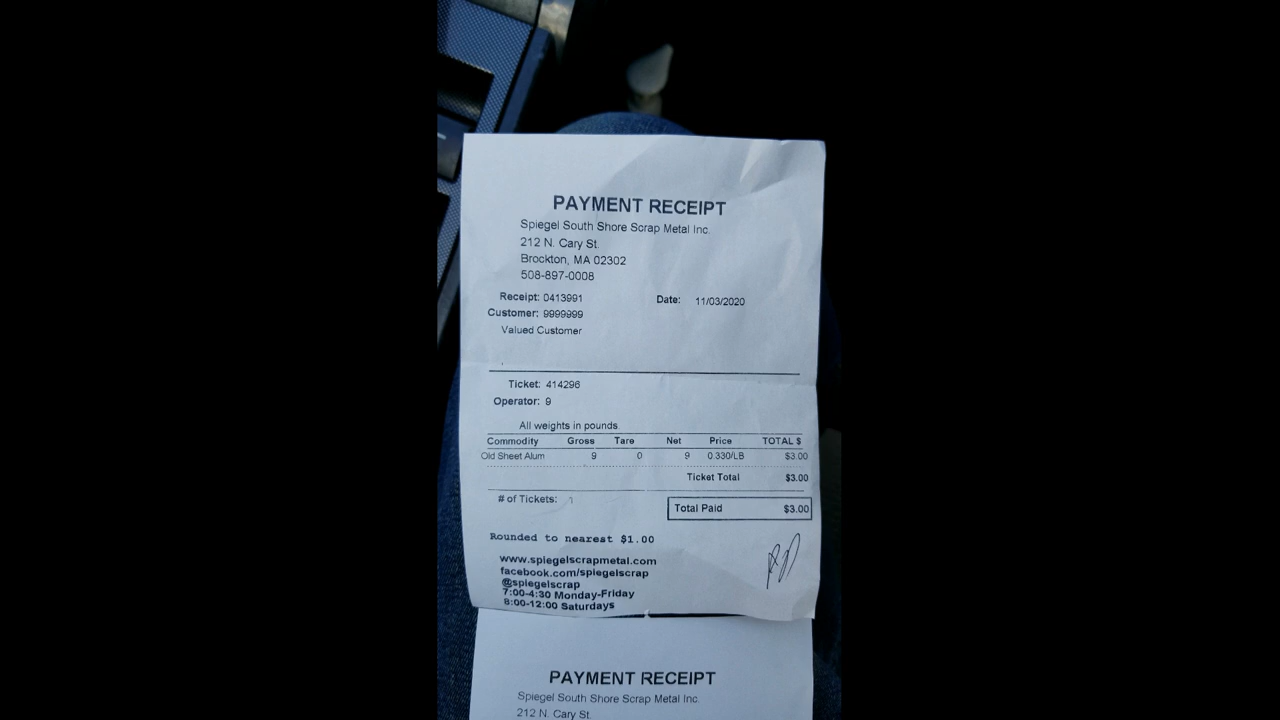 PAYMENT RECEIPT
Spiegel South Shore Scrap Metal Inc.
212 N. Cary St.
Brockton, MA 02302
508-897-0008
Receipt: 0413991 Date: 11/03/2020
Customer: 9999999
Valued Customer
Ticket: 414296
Operator: 9
All weights in pounds
Commodity Gross Tare Net Price TOTAL $
Old Sheet Alum 9 0 9 0.330/LB $3.00
Ticket Total $3.00
# of Tickets: 1
Total Paid $3.00
Rounded to nearest $1.00
www.spiegelscrapmetal.com
facebook.com/spiegelscrap
@spiegelscrap
7:00-4:30 Monday-Friday
8:00-12:00 Saturdays
PAYMENT RECEIPT
Spiegel South Shore Scrap Metal Inc.
212 N. Cary St.